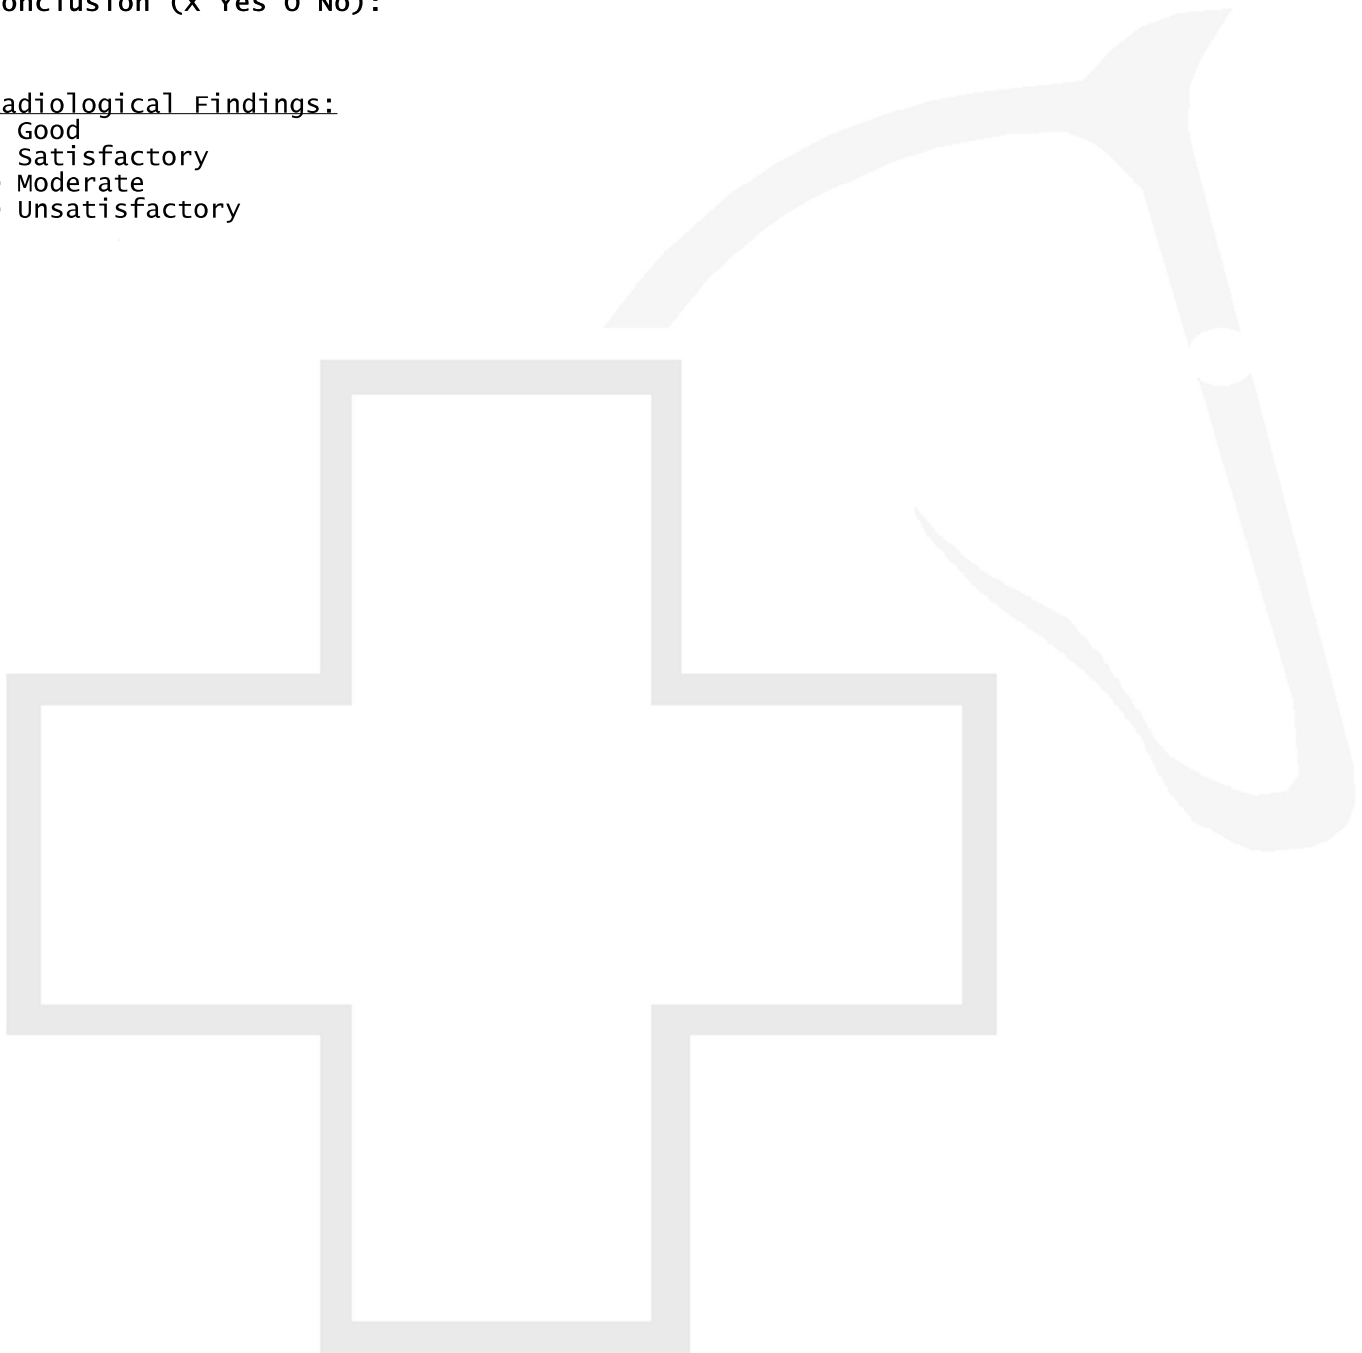 onclusion (X Yes O No):
adiological Findings:
Good
Satisfactory
Moderate
Unsatisfactory